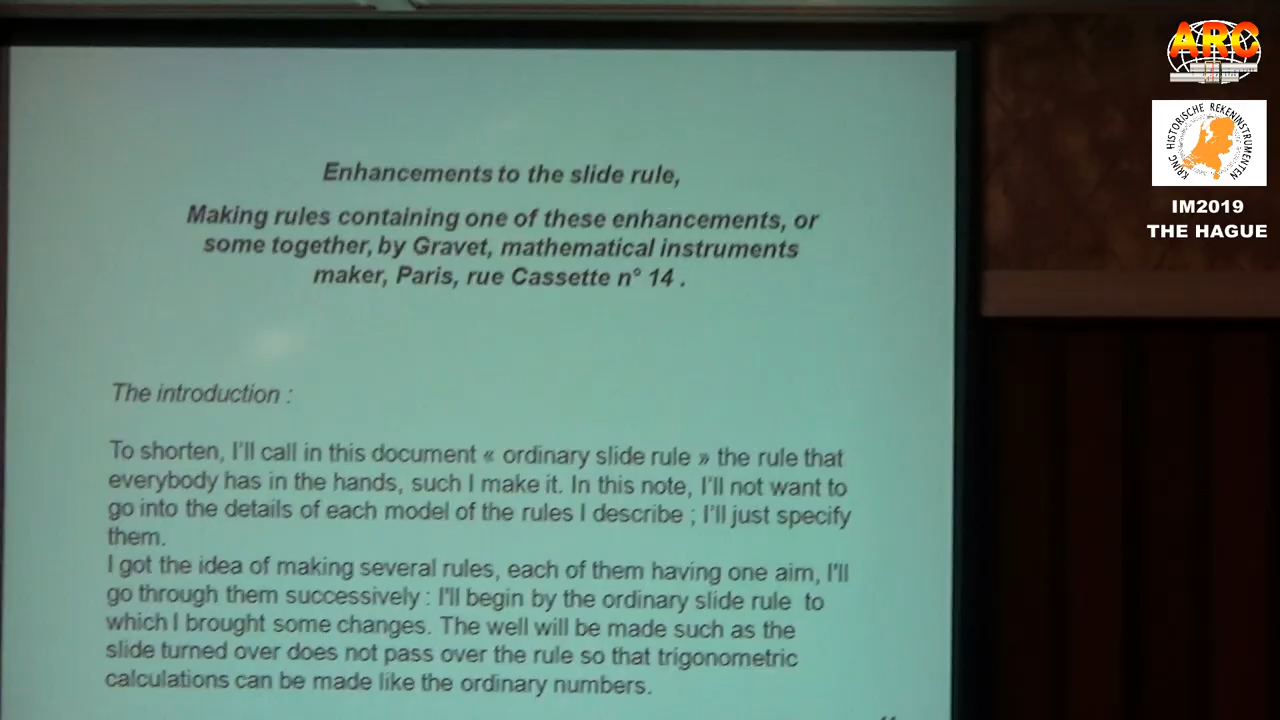 ARC
KRING HISTORISCHE REKENINSTRUMENTEN
IM2019
THE HAGUE
Enhancements to the slide rule,
Making rules containing one of these enhancements, or
some together, by Gravet, mathematical instruments
maker, Paris, rue Cassette n° 14 .
The introduction :
To shorten, I'll call in this document « ordinary slide rule » the rule that
everybody has in the hands, such I make it. In this note, I'll not want to
go into the details of each model of the rules I describe ; I'll just specify
them.
I got the idea of making several rules, each of them having one aim, I'll
go through them successively : I'll begin by the ordinary slide rule to
which I brought some changes. The well will be made such as the
slide turned over does not pass over the rule so that trigonometric
calculations can be made like the ordinary numbers.